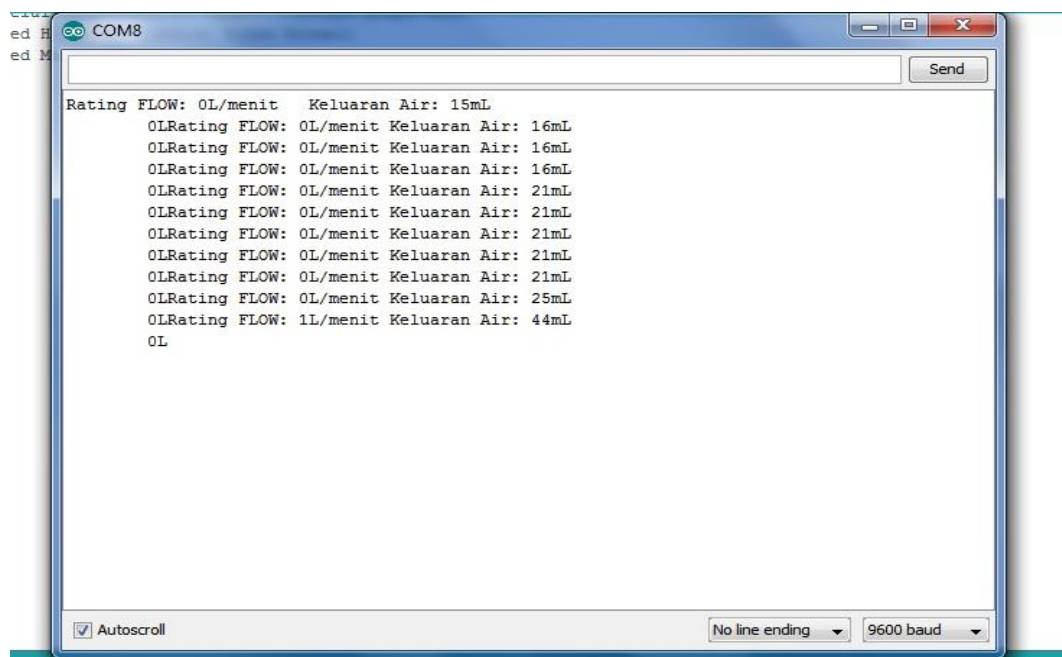 ed H
ed M
COM8
Send
Rating FLOW: 0L/menit   Keluaran Air: 15mL
0LRating FLOW: 0L/menit Keluaran Air: 16mL
0LRating FLOW: 0L/menit Keluaran Air: 16mL
0LRating FLOW: 0L/menit Keluaran Air: 16mL
0LRating FLOW: 0L/menit Keluaran Air: 21mL
0LRating FLOW: 0L/menit Keluaran Air: 21mL
0LRating FLOW: 0L/menit Keluaran Air: 21mL
0LRating FLOW: 0L/menit Keluaran Air: 21mL
0LRating FLOW: 0L/menit Keluaran Air: 21mL
0LRating FLOW: 0L/menit Keluaran Air: 25mL
0LRating FLOW: 1L/menit Keluaran Air: 44mL
0L
Autoscroll
No line ending
9600 baud